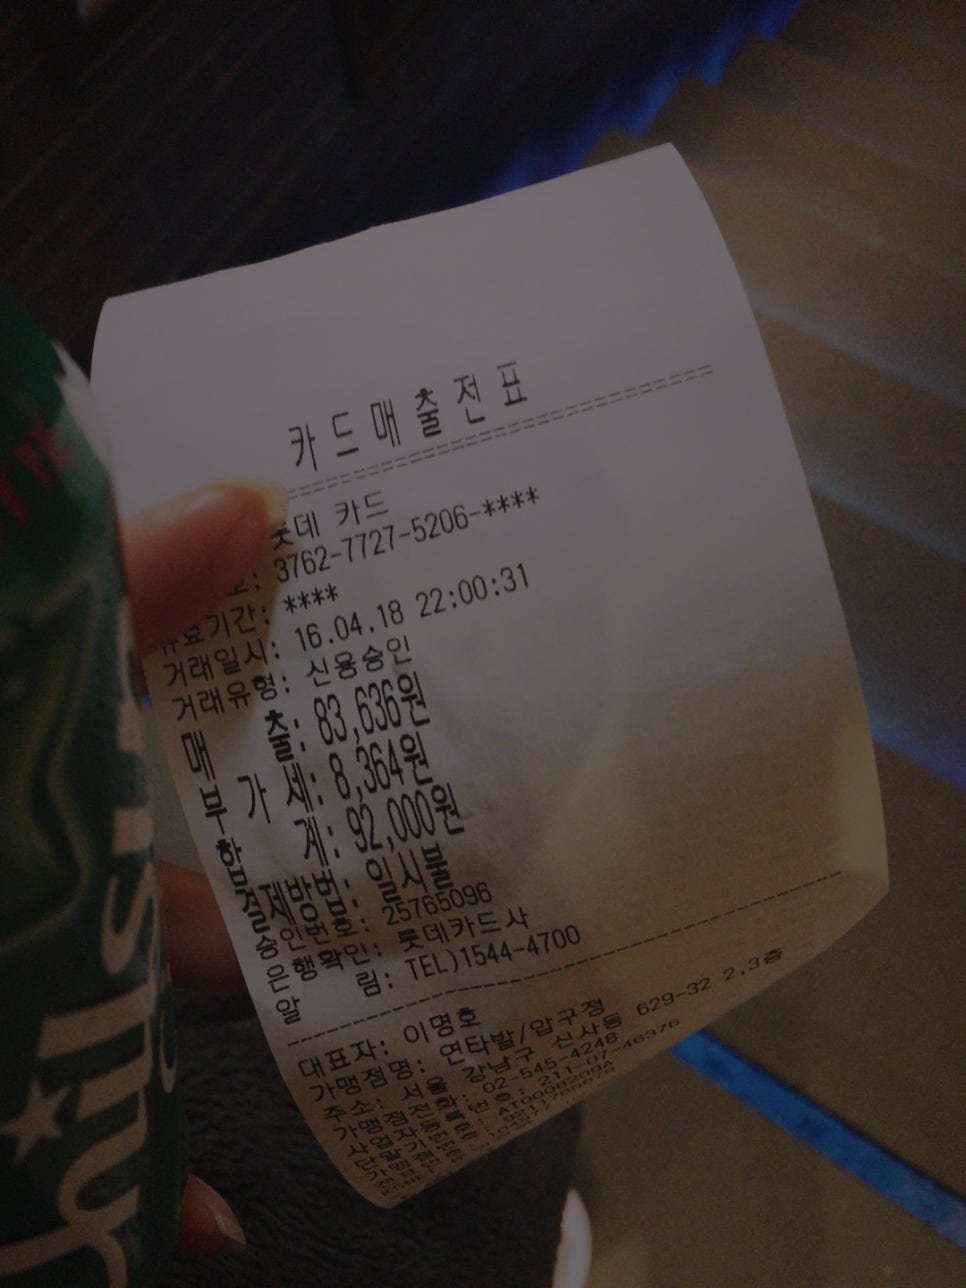 카드매출전표
롯데 카드
호: 3762-7727-5206-****
유효기간: ****
거래일시: 16.04.18 22:00:31
거래유형: 신용승인
매 출: 83,636원
부 가 세: 8,364원
합 계: 92,000원
결제방법: 일시불
승인번호: 25765096
은행확인: 롯데카드사
알 림: TEL)1544-4700
대표자: 이명호
가맹점명: 연타발/압구정
주소: 서울 강남구 신사동 629-32 2.3층
가맹점전화: 02-545-4248
211-07-46376
AT0008209A